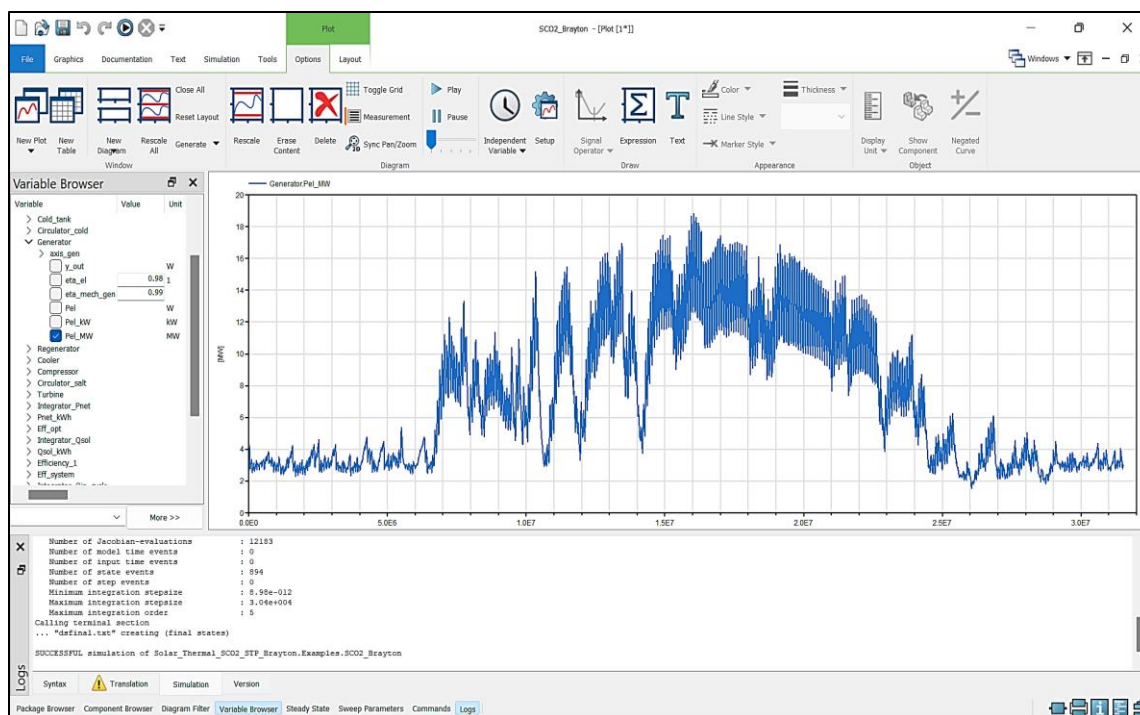 Plot
SCO2_Brayton - [Plot [1*]]
File Graphics Documentation Text Simulation Tools Options Layout
Windows
New Plot
New Table
New Diagram
Rescale All
Close All
Reset Layout
Generate
Window
Rescale
Erase Content
Delete
Toggle Grid
Measurement
Sync Pan/Zoom
Diagram
Play
Pause
Independent Variable
Setup
Signal Operator
Expression
Text
Draw
Color
Line Style
Marker Style
Thickness
Appearance
Display Unit
Show Component
Negated Curve
Object
Variable Browser
Variable Value Unit
Cold_tank
Circulator_cold
Generator
axis_gen
y_out W
eta_el 0.98 1
eta_mech_gen 0.99
Pel W
Pel_kW kW
Pel_MW MW
Regenerator
Cooler
Compressor
Circulator_salt
Turbine
Integrator_Pnet
Pnet_kWh
Eff_opt
Integrator_Qsol
Qsol_kWh
Efficiency_1
Eff_system
More >>
Generator.Pel_MW
20
18
16
14
12
10
8
6
4
2
0
[MW]
0.0E0 5.0E6 1.0E7 1.5E7 2.0E7 2.5E7 3.0E7
Number of Jacobian-evaluations : 12183
Number of model time events : 0
Number of input time events : 0
Number of state events : 894
Number of step events : 0
Minimum integration stepsize : 8.98e-012
Maximum integration stepsize : 3.04e+004
Maximum integration order : 5
Calling terminal section
... "dsfinal.txt" creating (final states)
SUCCESSFUL simulation of Solar_Thermal_SCO2_STP_Brayton.Examples.SCO2_Brayton
Logs
Syntax Translation Simulation Version
Package Browser Component Browser Diagram Filter Variable Browser Steady State Sweep Parameters Commands Logs